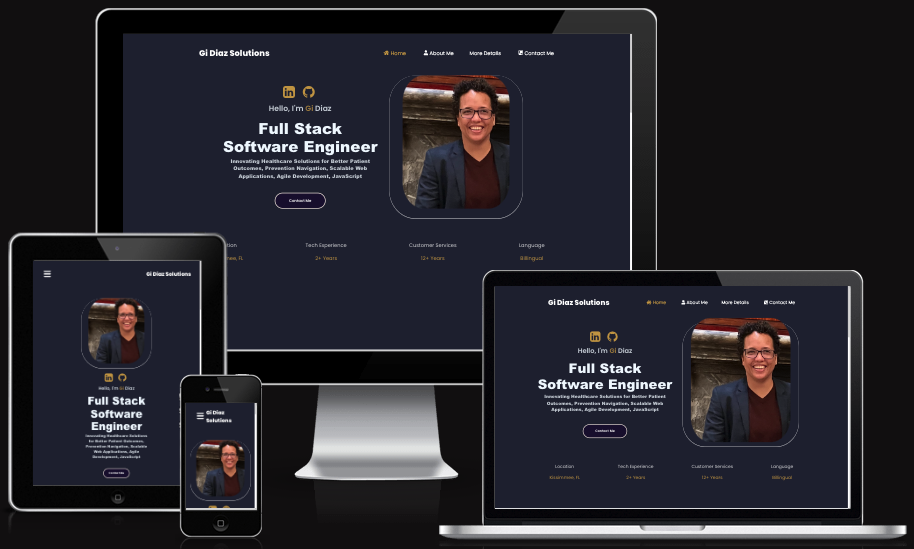 Gi Diaz Solutions
Home About Me More Details Contact Me
Hello, I'm Gi Diaz
Full Stack
Software Engineer
Innovating Healthcare Solutions for Better Patient
Outcomes, Prevention Navigation, Scalable Web
Applications, Agile Development, JavaScript
Contact Me
Tech Experience Customer Services Language
2+ Years 12+ Years Bilingual
Gi Diaz Solutions
Hello, I'm Gi Diaz
Full Stack
Software
Engineer
Innovating Healthcare Solutions
for Better Patient Outcomes,
Prevention Navigation, Scalable
Web Applications, Agile
Development, JavaScript
Contact Me
Gi Diaz
Solutions
Gi Diaz Solutions
Home About Me More Details Contact Me
Hello, I'm Gi Diaz
Full Stack
Software Engineer
Innovating Healthcare Solutions for Better Patient
Outcomes, Prevention Navigation, Scalable Web
Applications, Agile Development, JavaScript
Contact Me
Location Tech Experience Customer Services Language
Kissimmee, FL 2+ Years 12+ Years Bilingual